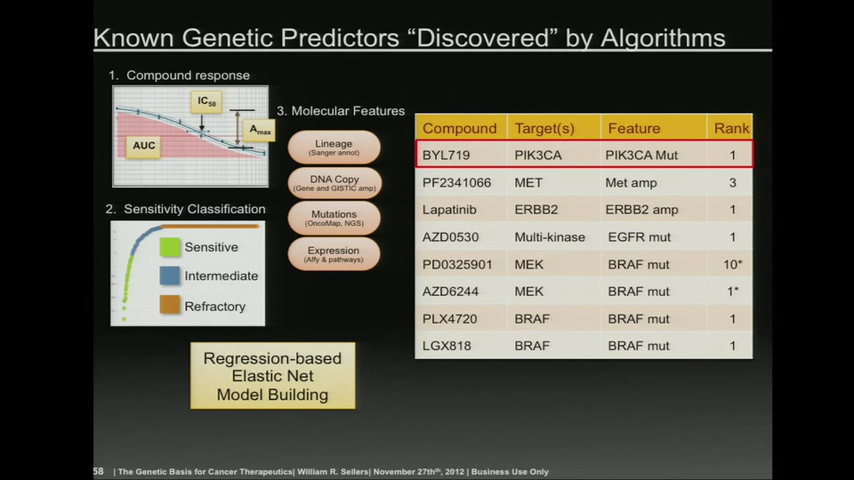 Known Genetic Predictors “Discovered” by Algorithms
1. Compound response
IC50
Amax
AUC
2. Sensitivity Classification
Sensitive
Intermediate
Refractory
3. Molecular Features
Lineage
(Sanger annot)
DNA Copy
(Gene and GISTIC amp)
Mutations
(OncoMap, NGS)
Expression
(Affy & pathways)
Regression-based
Elastic Net
Model Building
Compound Target(s) Feature Rank
BYL719 PIK3CA PIK3CA Mut 1
PF2341066 MET Met amp 3
Lapatinib ERBB2 ERBB2 amp 1
AZD0530 Multi-kinase EGFR mut 1
PD0325901 MEK BRAF mut 10*
AZD6244 MEK BRAF mut 1*
PLX4720 BRAF BRAF mut 1
LGX818 BRAF BRAF mut 1
58 | The Genetic Basis for Cancer Therapeutics| William R. Sellers| November 27th, 2012 | Business Use Only